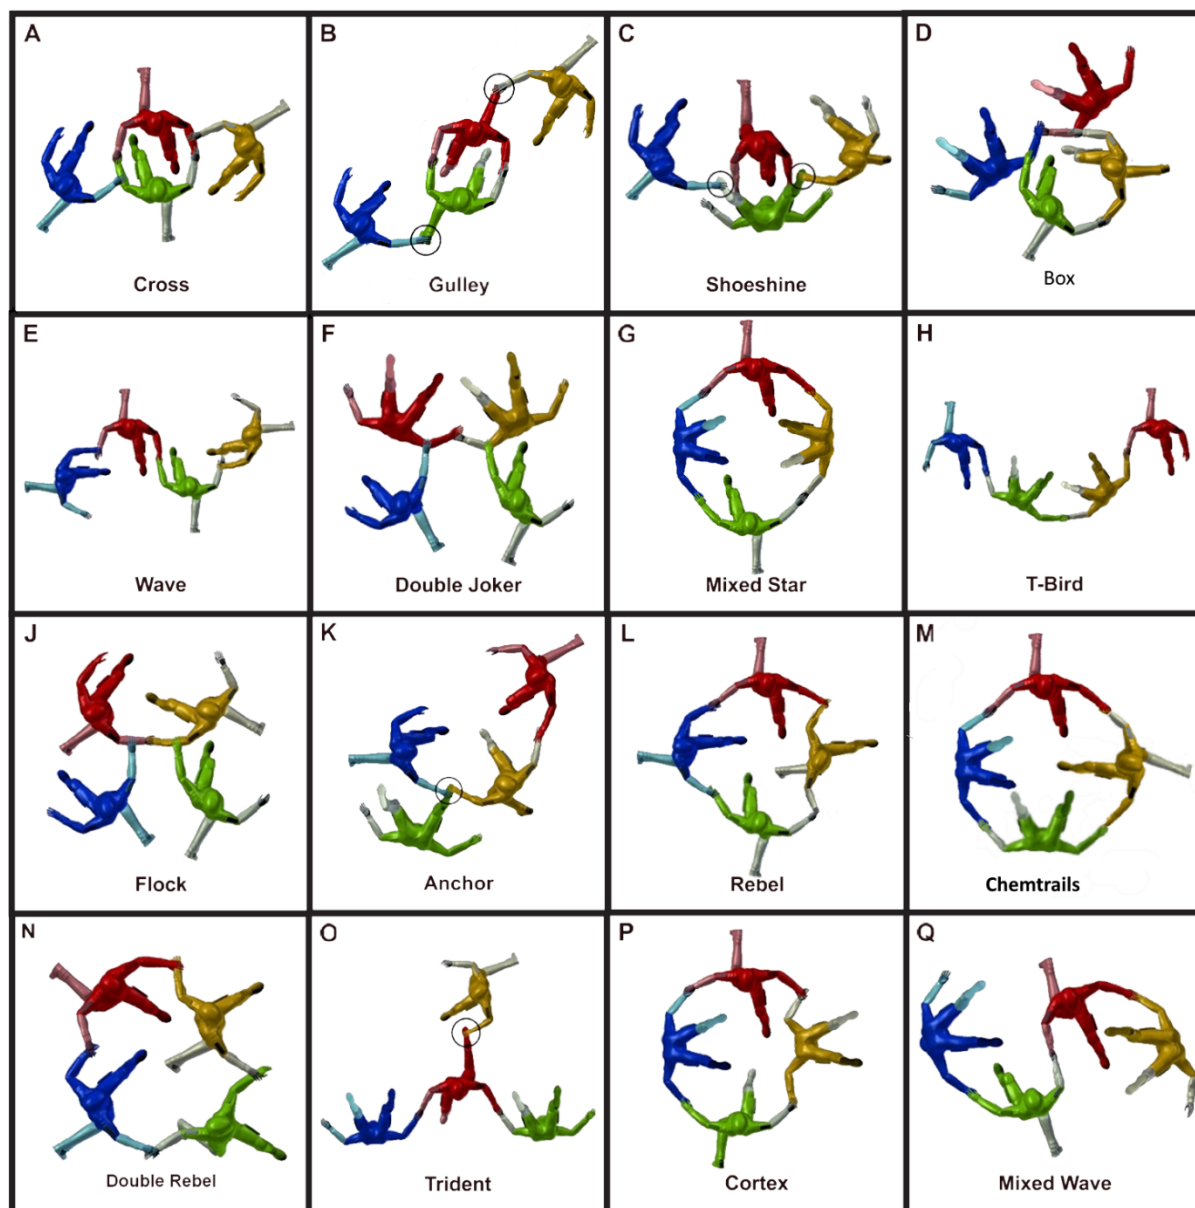 A
Cross
B
Gulley
C
Shoeshine
D
Box
E
Wave
F
Double Joker
G
Mixed Star
H
T-Bird
J
Flock
K
Anchor
L
Rebel
M
Chemtrails
N
Double Rebel
O
Trident
P
Cortex
Q
Mixed Wave